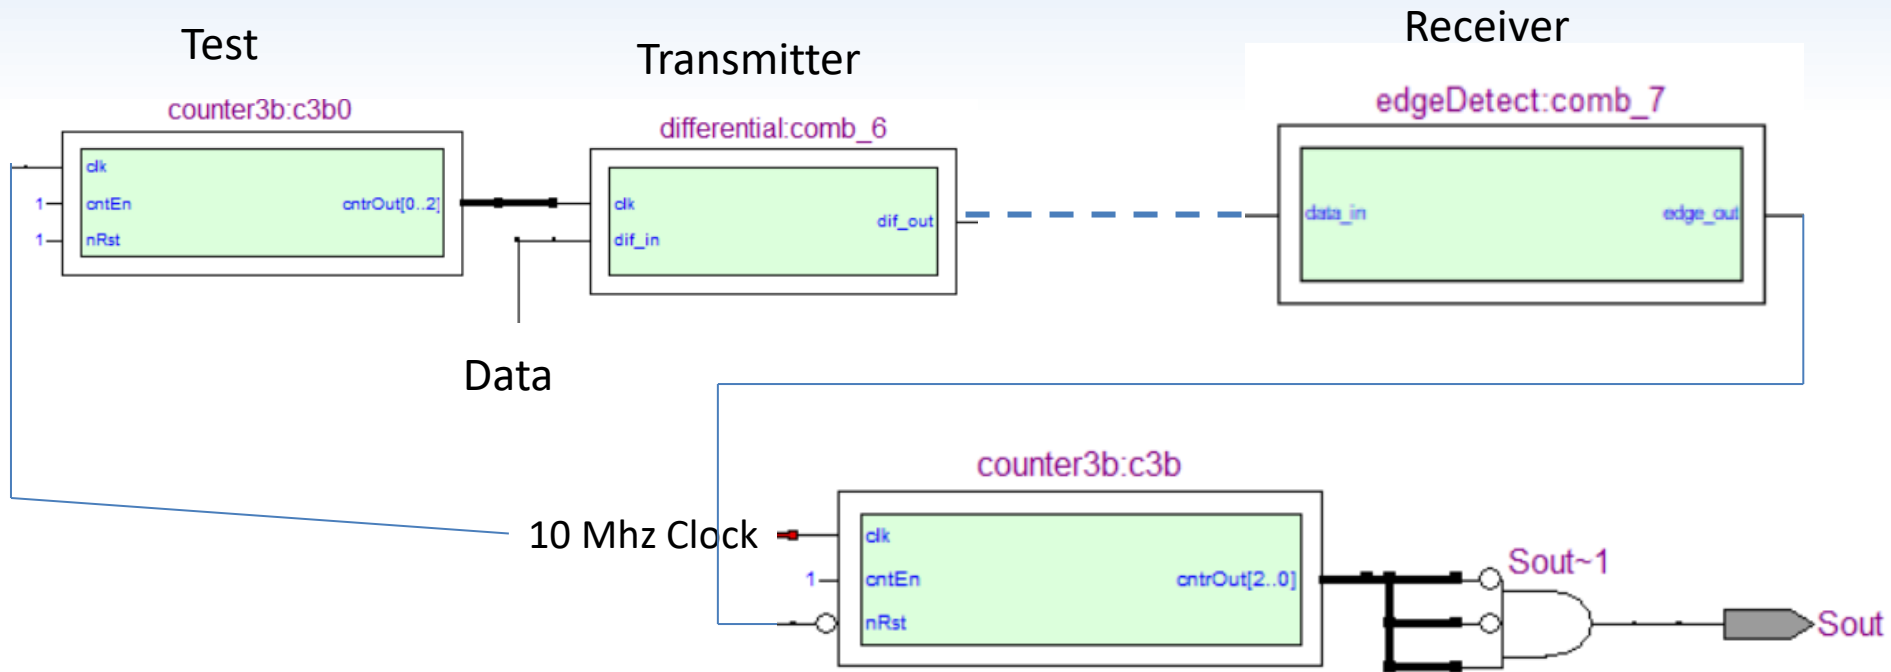 Test
Transmitter
Receiver
counter3b:c3b0
clk
1 cntEn
1 nRst
cntrOut[0..2]
differential:comb_6
clk
dif_in
dif_out
edgeDetect:comb_7
data_in
edge_out
Data
counter3b:c3b
10 Mhz Clock
clk
1 cntEn
nRst
cntrOut[2..0]
Sout~1
Sout